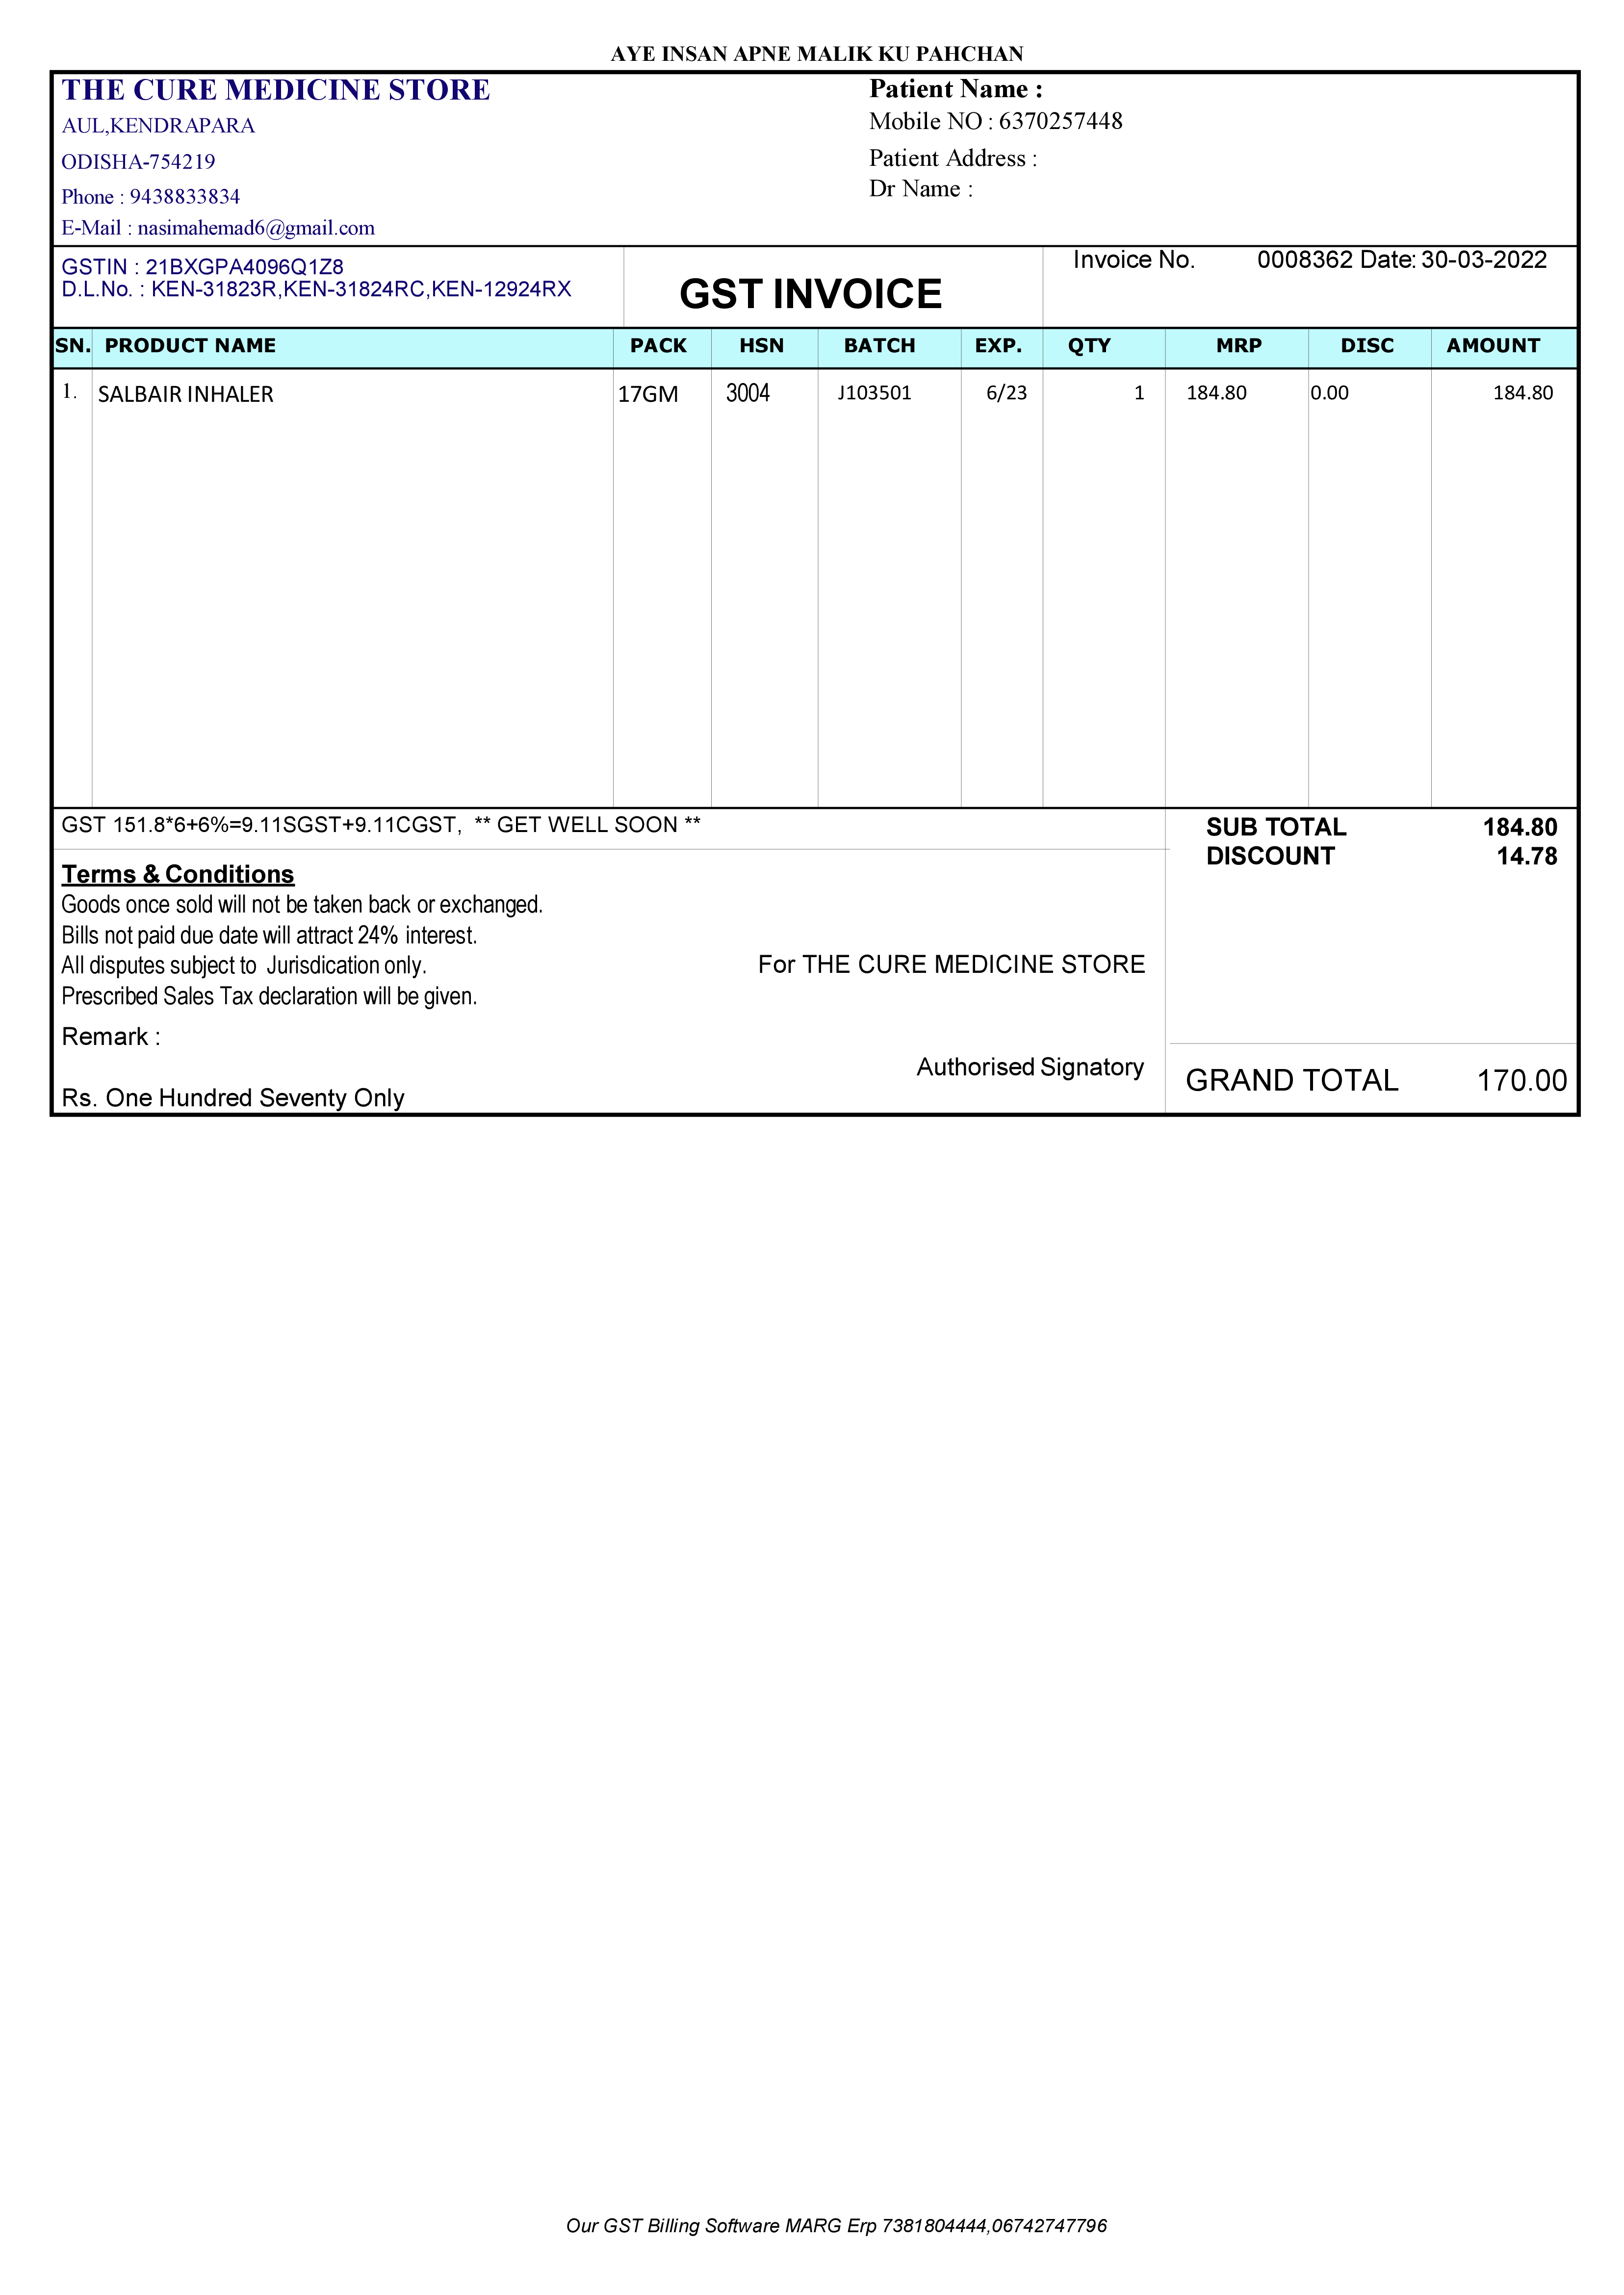 AYE INSAN APNE MALIK KU PAHCHAN
THE CURE MEDICINE STORE
AUL,KENDRAPARA
ODISHA-754219
Phone : 9438833834
E-Mail : nasimahemad6@gmail.com
Patient Name :
Mobile NO : 6370257448
Patient Address :
Dr Name :
GSTIN : 21BXGPA4096Q1Z8
D.L.No. : KEN-31823R,KEN-31824RC,KEN-12924RX
GST INVOICE
Invoice No. 0008362 Date: 30-03-2022
SN. PRODUCT NAME PACK HSN BATCH EXP. QTY MRP DISC AMOUNT
1. SALBAIR INHALER 17GM 3004 J103501 6/23 1 184.80 0.00 184.80
GST 151.8*6+6%=9.11SGST+9.11CGST, ** GET WELL SOON **
SUB TOTAL 184.80
DISCOUNT 14.78
Terms & Conditions
Goods once sold will not be taken back or exchanged.
Bills not paid due date will attract 24% interest.
All disputes subject to Jurisdication only.
Prescribed Sales Tax declaration will be given.
For THE CURE MEDICINE STORE
Remark :
Authorised Signatory
Rs. One Hundred Seventy Only
GRAND TOTAL 170.00
Our GST Billing Software MARG Erp 7381804444,06742747796